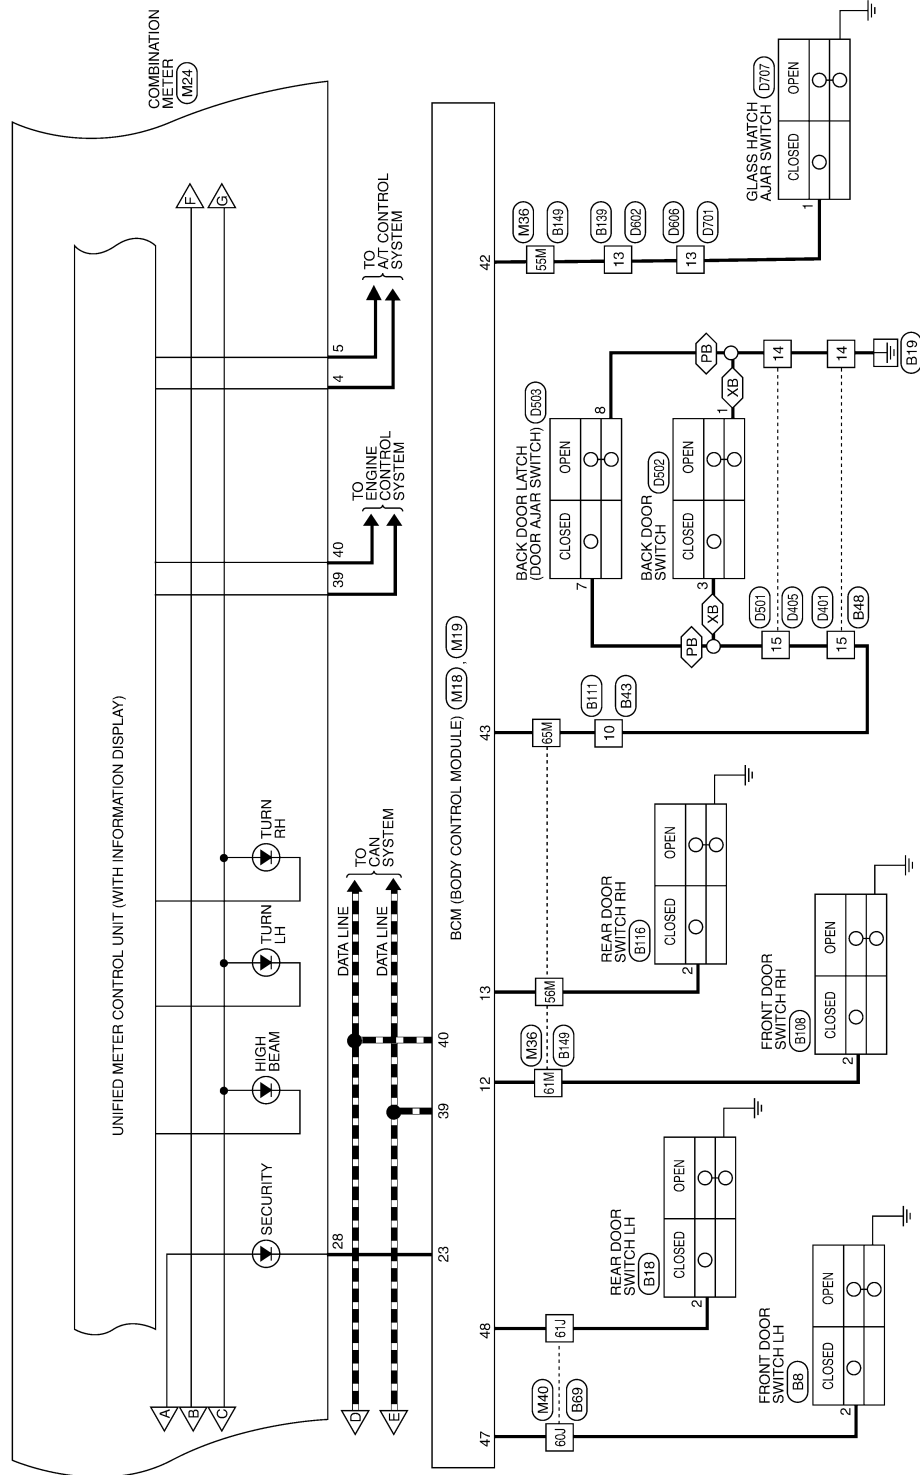 COMBINATION
METER
M24
UNIFIED METER CONTROL UNIT (WITH INFORMATION DISPLAY)
A
B
C
F
G
SECURITY
HIGH
BEAM
TURN
LH
TURN
RH
28
39
40
4
5
TO
ENGINE
CONTROL
SYSTEM
TO
A/T CONTROL
SYSTEM
D
E
DATA LINE
DATA LINE
TO
CAN
SYSTEM
23
39
40
BCM (BODY CONTROL MODULE) M18 , M19
47
48
12
13
43
42
M40
60J
B69
61J
M36
61M
B149
56M
65M
B111
10
B43
M36
55M
B149
B139
13
D602
D606
13
D701
FRONT DOOR
SWITCH LH
B8
2
CLOSED
OPEN
REAR DOOR
SWITCH LH
B18
2
CLOSED
OPEN
FRONT DOOR
SWITCH RH
B108
2
CLOSED
OPEN
REAR DOOR
SWITCH RH
B116
2
CLOSED
OPEN
BACK DOOR LATCH
(DOOR AJAR SWITCH) D503
7
CLOSED
OPEN
8
BACK DOOR
SWITCH
D502
3
CLOSED
OPEN
1
PB
XB
PB
XB
D501
15
D405
14
D401
15
B48
14
B19
GLASS HATCH
AJAR SWITCH D707
1
CLOSED
OPEN